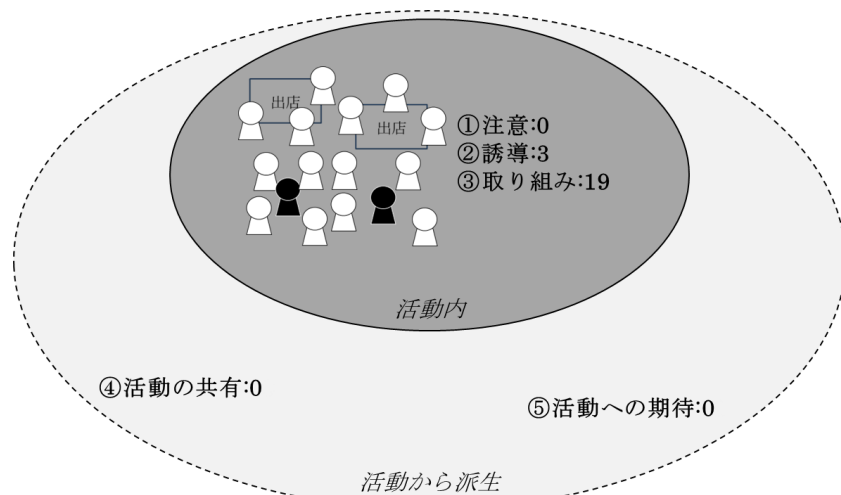 出店
出店
①注意:0
②誘導:3
③取り組み:19
活動内
④活動の共有:0
⑤活動への期待:0
活動から派生